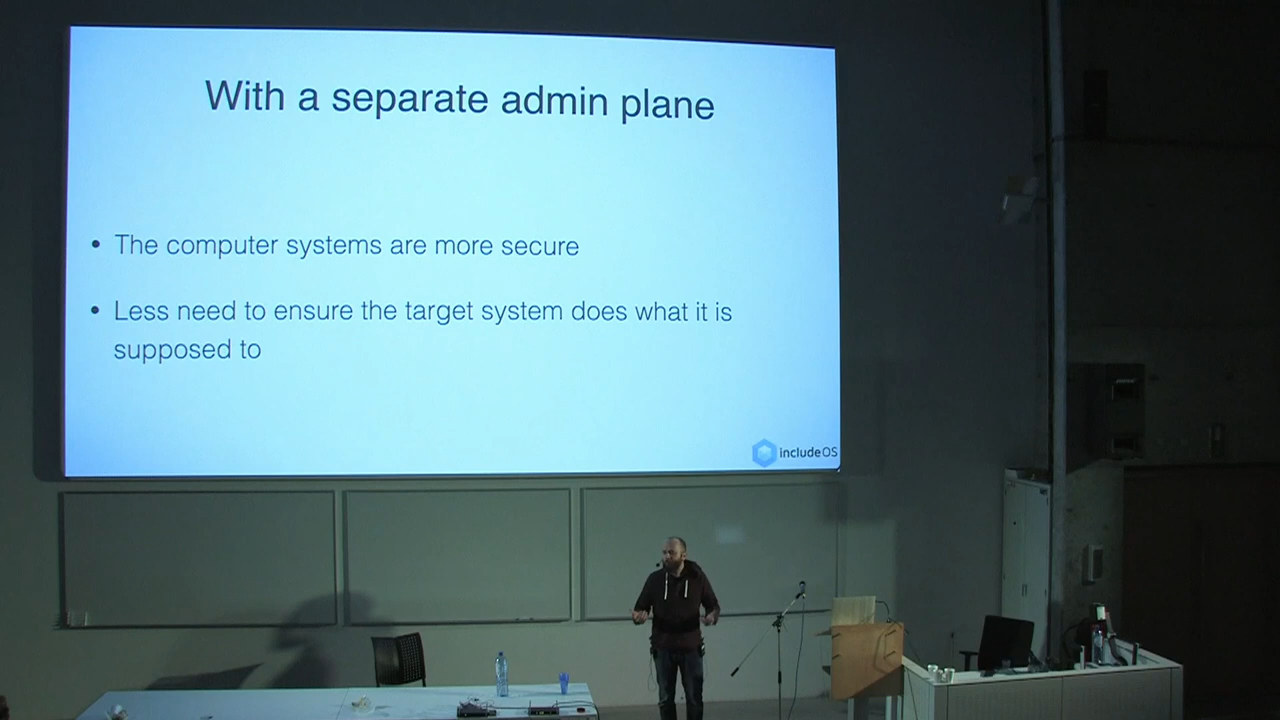 With a separate admin plane
• The computer systems are more secure
• Less need to ensure the target system does what it is
supposed to
includeOS